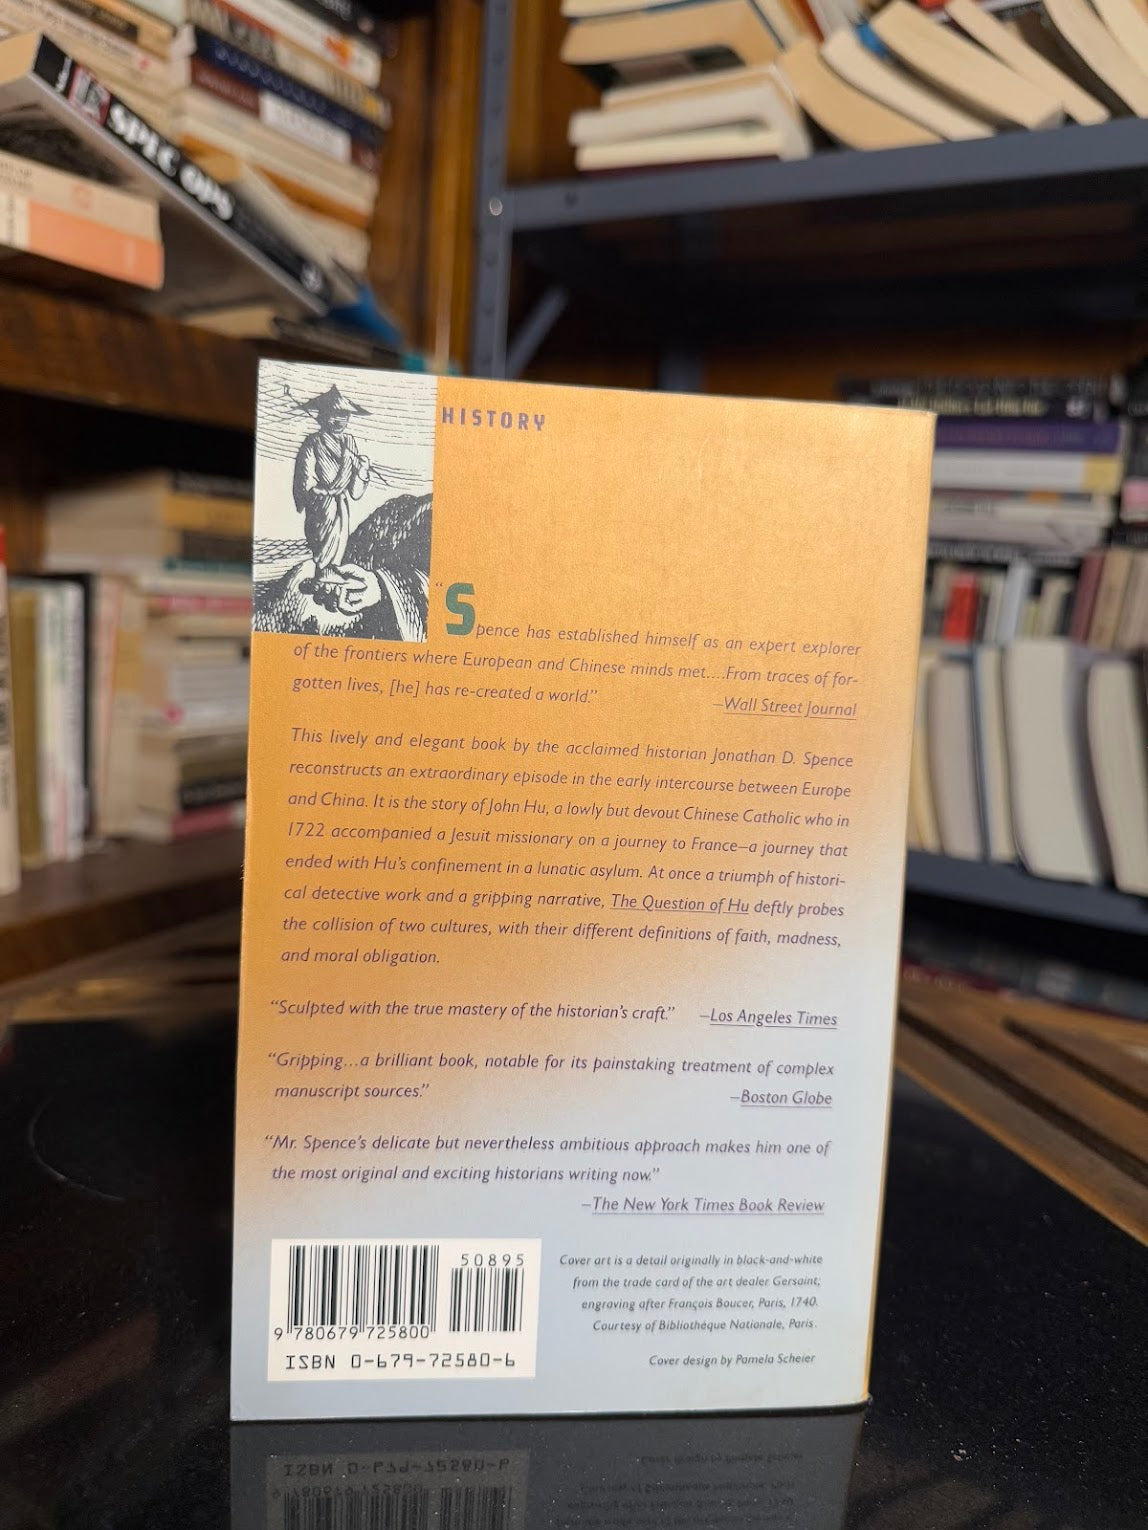 SPEC OPS
HISTORY
"Spence has established himself as an expert explorer
of the frontiers where European and Chinese minds met....From traces of for-
gotten lives, [he] has re-created a world."
–Wall Street Journal
This lively and elegant book by the acclaimed historian Jonathan D. Spence
reconstructs an extraordinary episode in the early intercourse between Europe
and China. It is the story of John Hu, a lowly but devout Chinese Catholic who in
1722 accompanied a Jesuit missionary on a journey to France—a journey that
ended with Hu's confinement in a lunatic asylum. At once a triumph of histori-
cal detective work and a gripping narrative, The Question of Hu deftly probes
the collision of two cultures, with their different definitions of faith, madness,
and moral obligation.
"Sculpted with the true mastery of the historian's craft." –Los Angeles Times
"Gripping...a brilliant book, notable for its painstaking treatment of complex
manuscript sources."
–Boston Globe
"Mr. Spence's delicate but nevertheless ambitious approach makes him one of
the most original and exciting historians writing now."
–The New York Times Book Review
50895
9 780679 725800
ISBN 0-679-72580-6
Cover art is a detail originally in black-and-white
from the trade card of the art dealer Gersaint;
engraving after François Boucer, Paris, 1740.
Courtesy of Bibliothéque Nationale, Paris.
Cover design by Pamela Scheier